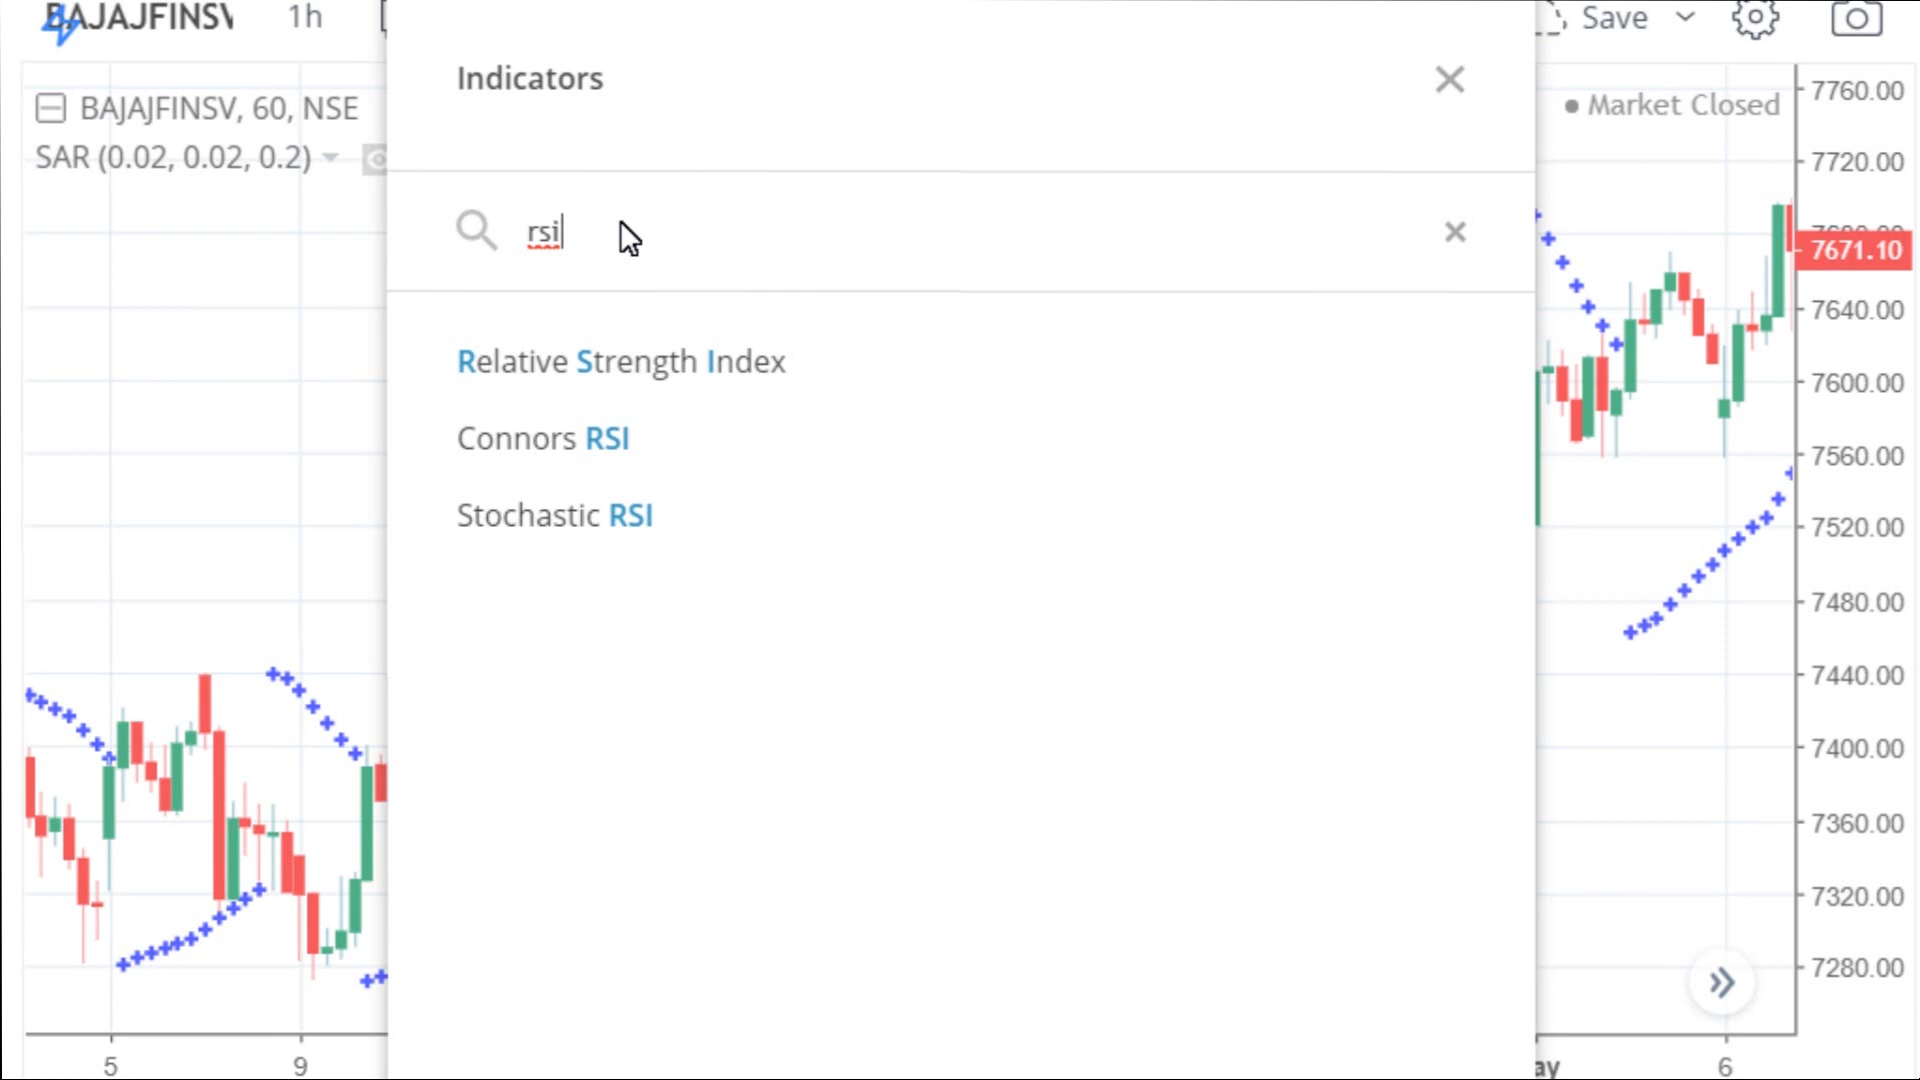 BAJAJFINSV 1h
Save
Indicators
BAJAJFINSV, 60, NSE
SAR (0.02, 0.02, 0.2)
Market Closed
rsi
Relative Strength Index
Connors RSI
Stochastic RSI
7760.00
7720.00
7671.10
7640.00
7600.00
7560.00
7520.00
7480.00
7440.00
7400.00
7360.00
7320.00
7280.00
5 9 ay 6